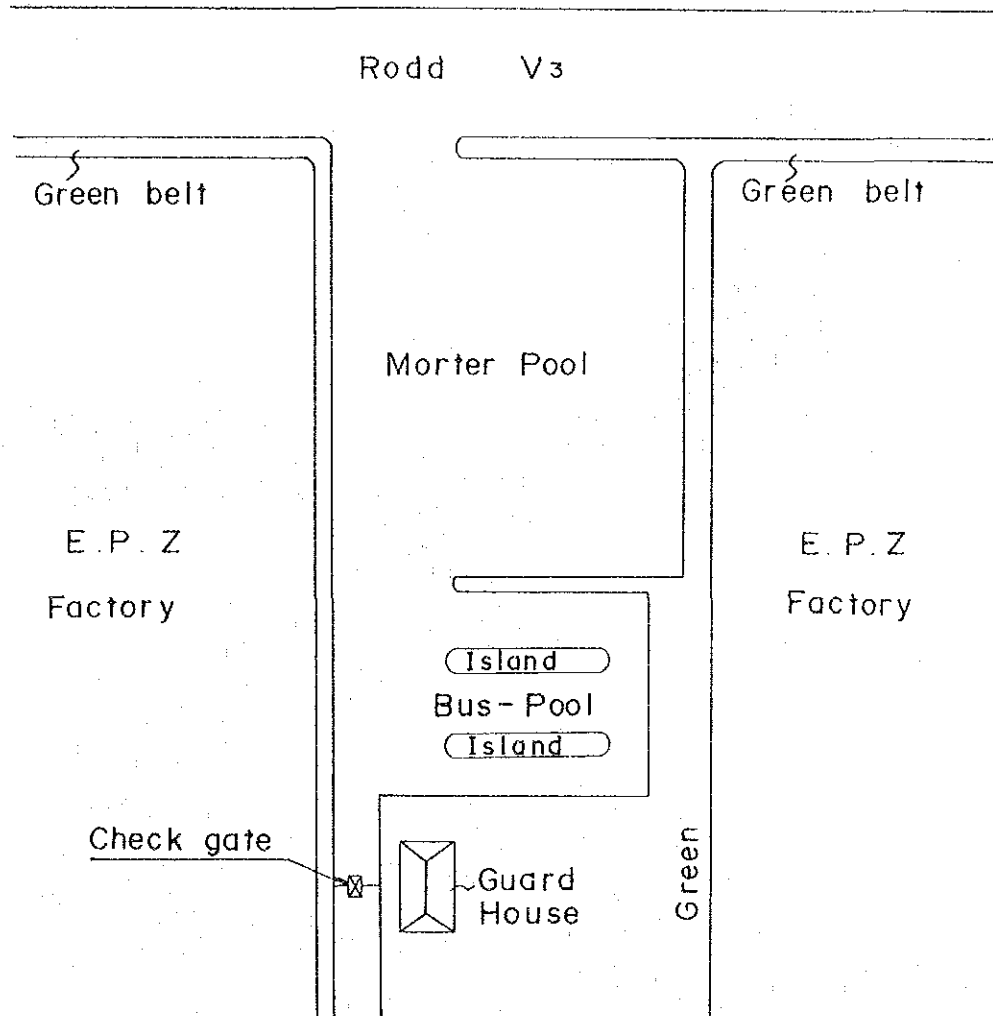 Rodd V3
Green belt
Green belt
Morter Pool
E.P.Z
Factory
E.P.Z
Factory
Island
Bus-Pool
Island
Check gate
Guard
House
Green